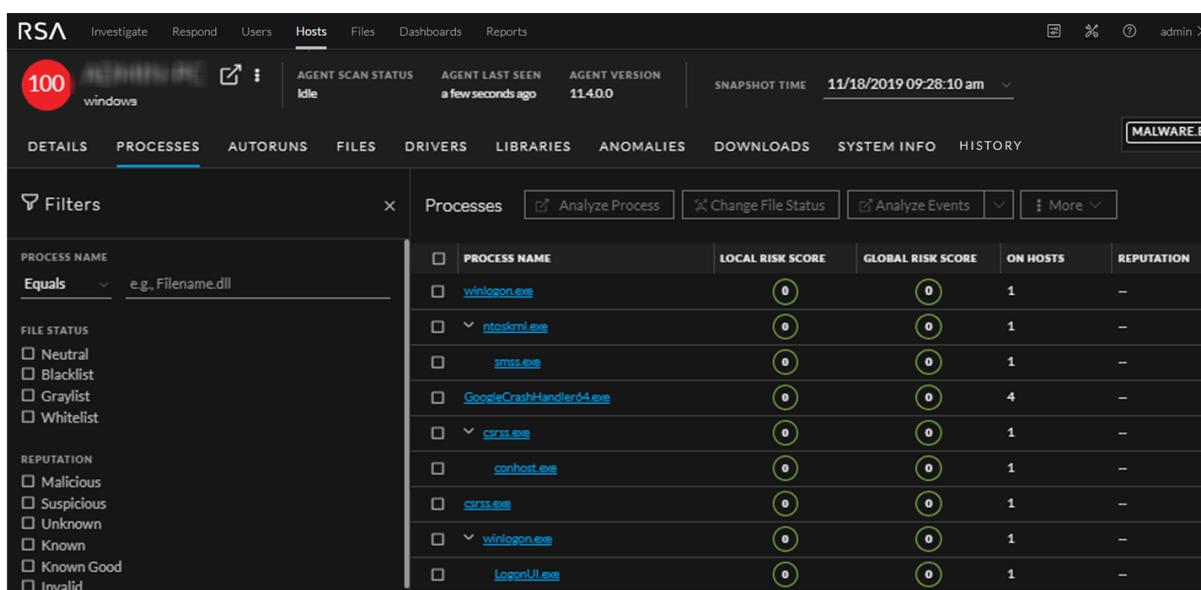 RSA Investigate Respond Users Hosts Files Dashboards Reports admin
100
windows
AGENT SCAN STATUS AGENT LAST SEEN AGENT VERSION
Idle a few seconds ago 11.4.0.0
SNAPSHOT TIME 11/18/2019 09:28:10 am
MALWARE.E
DETAILS PROCESSES AUTORUNS FILES DRIVERS LIBRARIES ANOMALIES DOWNLOADS SYSTEM INFO HISTORY
Filters
Processes Analyze Process Change File Status Analyze Events More
PROCESS NAME
Equals e.g., Filename.dll
FILE STATUS
Neutral
Blacklist
Graylist
Whitelist
REPUTATION
Malicious
Suspicious
Unknown
Known
Known Good
Invalid
PROCESS NAME LOCAL RISK SCORE GLOBAL RISK SCORE ON HOSTS REPUTATION
winlogon.exe 0 0 1 --
ntoskrnl.exe 0 0 1 --
smss.exe 0 0 1 --
GoogleCrashHandler64.exe 0 0 4 --
csrss.exe 0 0 1 --
conhost.exe 0 0 1 --
csrss.exe 0 0 1 --
winlogon.exe 0 0 1 --
LogonUI.exe 0 0 1 --